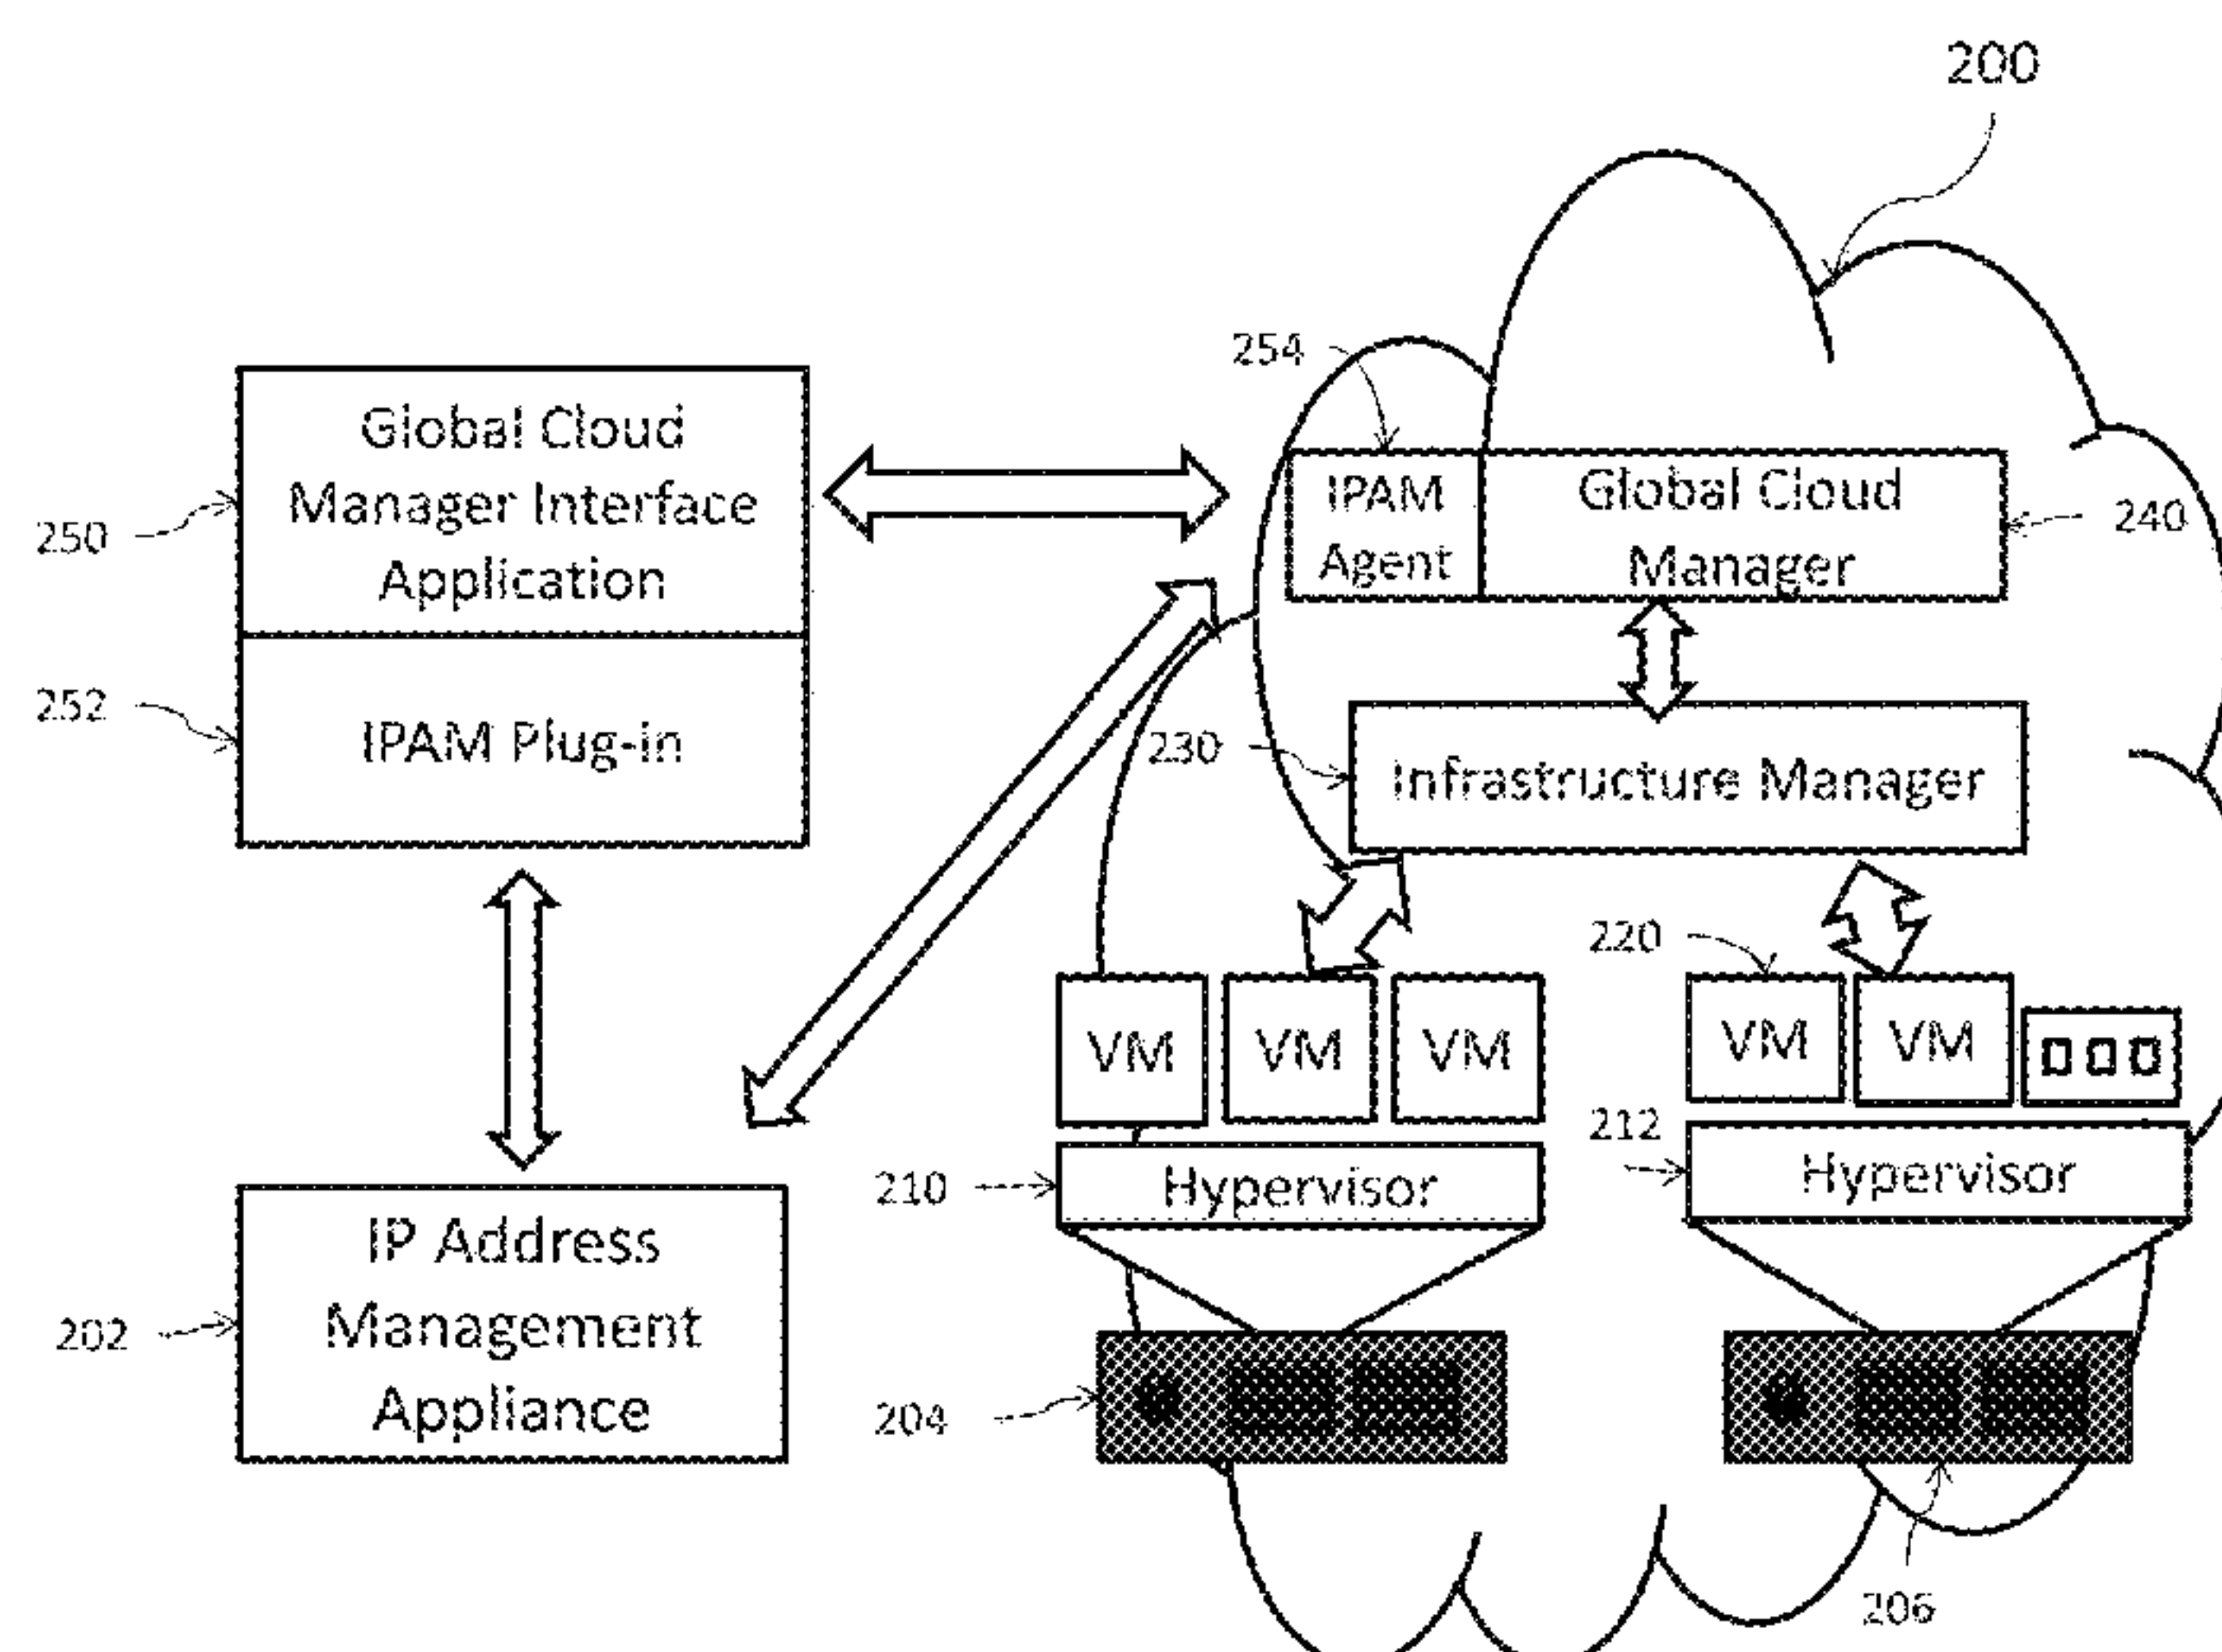 200
254
Global Cloud
Manager Interface
Application
250
IPAM
Agent
Global Cloud
Manager
240
252
IPAM Plug-in
230
Infrastructure Manager
220
VM
VM
VM
VM
VM
212
210
Hypervisor
Hypervisor
IP Address
Management
Appliance
202
204
206